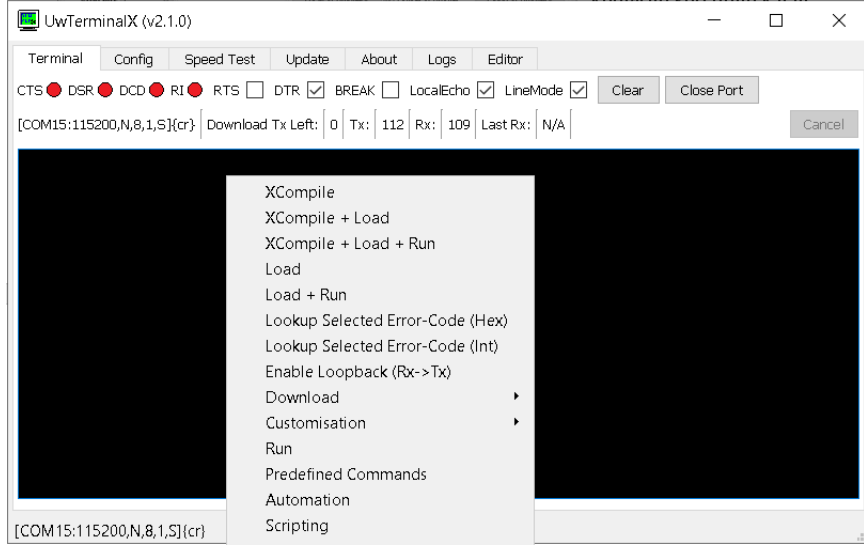 UwTerminalX (v2.1.0)
Terminal Config Speed Test Update About Logs Editor
CTS DSR DCD RI RTS DTR BREAK LocalEcho LineMode Clear Close Port
[COM15:115200,N,8,1,S]{cr} Download Tx Left: 0 Tx: 112 Rx: 109 Last Rx: N/A Cancel
XCompile
XCompile + Load
XCompile + Load + Run
Load
Load + Run
Lookup Selected Error-Code (Hex)
Lookup Selected Error-Code (Int)
Enable Loopback (Rx->Tx)
Download
Customisation
Run
Predefined Commands
Automation
Scripting
[COM15:115200,N,8,1,S]{cr}